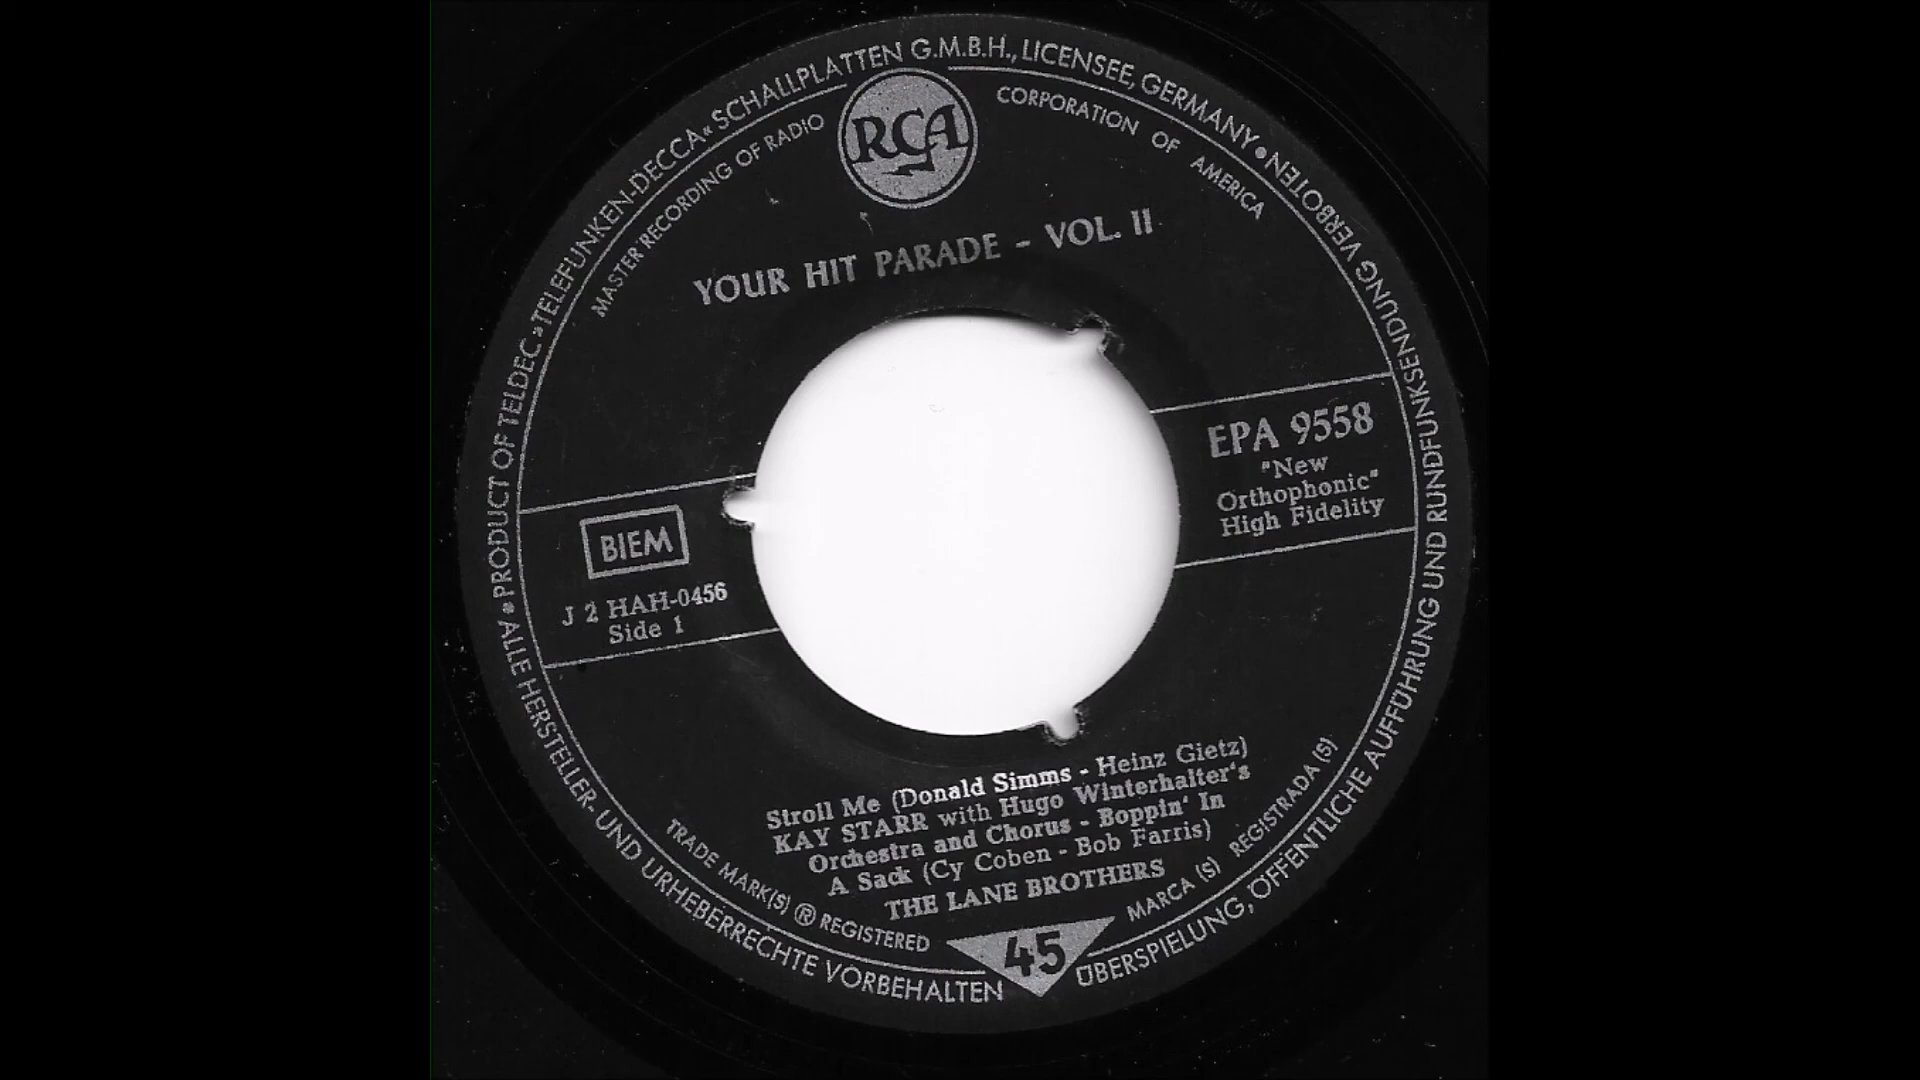 •PRODUCT OF TELDEC »TELEFUNKEN-DECCA« SCHALLPLATTEN G.M.B.H., LICENSEE, GERMANY•
MASTER RECORDING OF RADIO CORPORATION OF AMERICA
RCA
YOUR HIT PARADE - VOL. II
EPA 9558
"New
Orthophonic"
High Fidelity
BIEM
J 2 HAH-0456
Side 1
Stroll Me (Donald Simms - Heinz Gietz)
KAY STARR with Hugo Winterhalter's
Orchestra and Chorus - Boppin' In
A Sack (Cy Coben - Bob Farris)
THE LANE BROTHERS
TRADE MARK(S) ® REGISTERED
MARCA (S) REGISTRADA (S)
45
ALLE HERSTELLER- UND URHEBERRECHTE VORBEHALTEN
ÜBERSPIELUNG, ÖFFENTLICHE AUFFÜHRUNG UND RUNDFUNKSENDUNG VERBOTEN